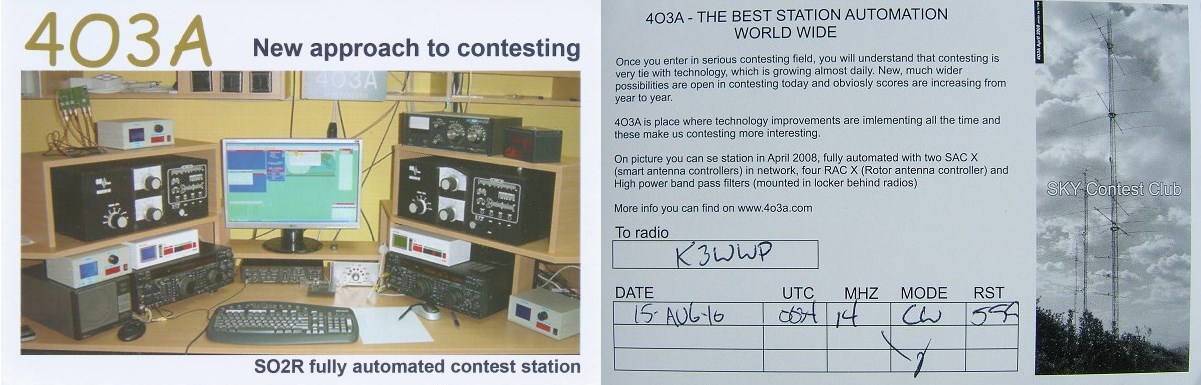 4O3A
New approach to contesting
4O3A
SO2R fully automated contest station
4O3A - THE BEST STATION AUTOMATION
WORLD WIDE
Once you enter in serious contesting field, you will understand that contesting is
very tie with technology, which is growing almost daily. New, much wider
possibilities are open in contesting today and obviosly scores are increasing from
year to year.
4O3A is place where technology improvements are imlementing all the time and
these make us contesting more interesting.
On picture you can se station in April 2008, fully automated with two SAC X
(smart antenna controllers) in network, four RAC X (Rotor antenna controller) and
High power band pass filters (mounted in locker behind radios)
More info you can find on www.4o3a.com
To radio
K3WWP
DATE UTC MHZ MODE RST
15-AUG-10 14 CW
SKY Contest Club